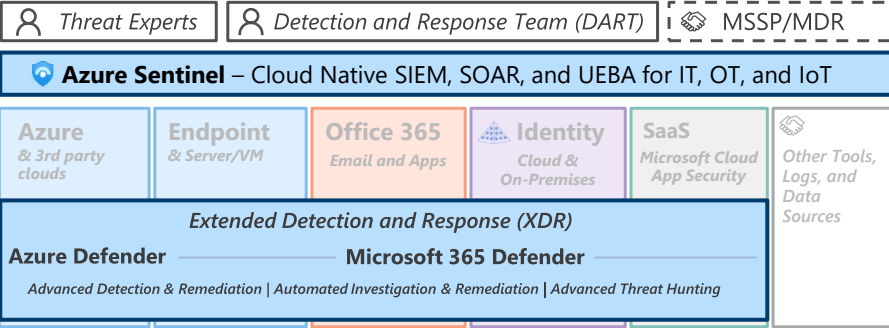 Threat Experts
Detection and Response Team (DART)
MSSP/MDR
Azure Sentinel – Cloud Native SIEM, SOAR, and UEBA for IT, OT, and IoT
Azure
& 3rd party
clouds
Endpoint
& Server/VM
Office 365
Email and Apps
Identity
Cloud &
On-Premises
SaaS
Microsoft Cloud
App Security
Other Tools,
Logs, and
Data
Sources
Extended Detection and Response (XDR)
Azure Defender
Microsoft 365 Defender
Advanced Detection & Remediation | Automated Investigation & Remediation | Advanced Threat Hunting